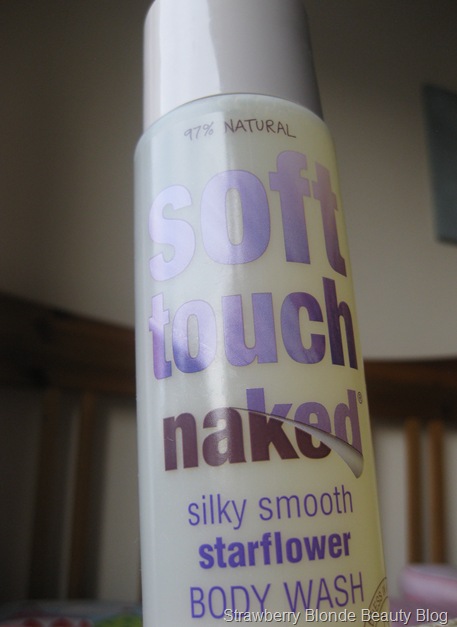 97% NATURAL
soft
touch
naked®
silky smooth
starflower
BODY WASH
Strawberry Blonde Beauty Blog